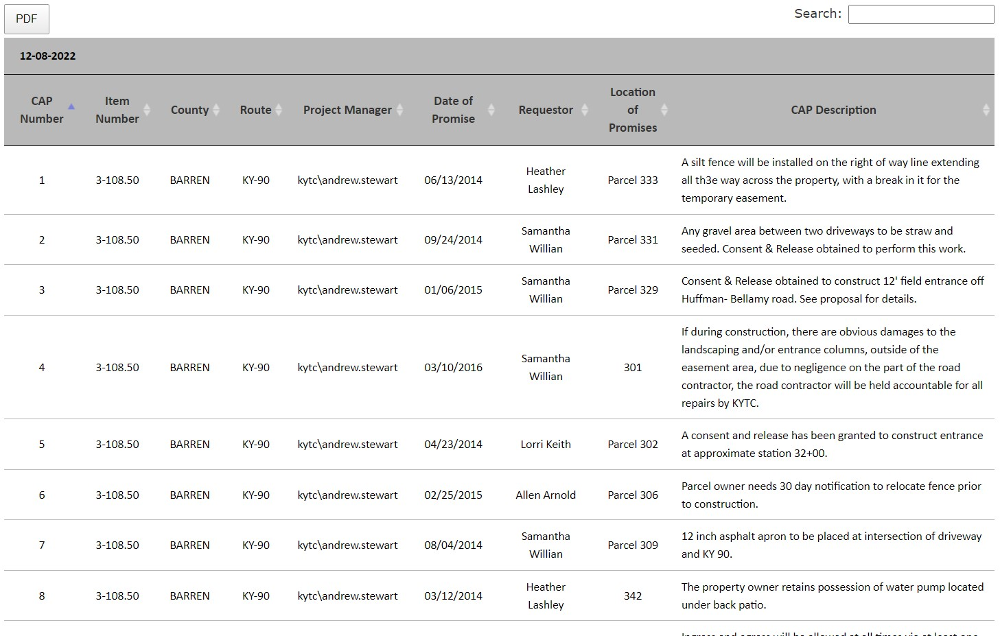 PDF
Search:
12-08-2022
CAP Number
Item Number
County
Route
Project Manager
Date of Promise
Requestor
Location of Promises
CAP Description
1 3-108.50 BARREN KY-90 kytc\andrew.stewart 06/13/2014 Heather Lashley Parcel 333
A silt fence will be installed on the right of way line extending
all th3e way across the property, with a break in it for the
temporary easement.
2 3-108.50 BARREN KY-90 kytc\andrew.stewart 09/24/2014 Samantha Willian Parcel 331
Any gravel area between two driveways to be straw and
seeded. Consent & Release obtained to perform this work.
3 3-108.50 BARREN KY-90 kytc\andrew.stewart 01/06/2015 Samantha Willian Parcel 329
Consent & Release obtained to construct 12' field entrance off
Huffman- Bellamy road. See proposal for details.
4 3-108.50 BARREN KY-90 kytc\andrew.stewart 03/10/2016 Samantha Willian 301
If during construction, there are obvious damages to the
landscaping and/or entrance columns, outside of the
easement area, due to negligence on the part of the road
contractor, the road contractor will be held accountable for all
repairs by KYTC.
5 3-108.50 BARREN KY-90 kytc\andrew.stewart 04/23/2014 Lorri Keith Parcel 302
A consent and release has been granted to construct entrance
at approximate station 32+00.
6 3-108.50 BARREN KY-90 kytc\andrew.stewart 02/25/2015 Allen Arnold Parcel 306
Parcel owner needs 30 day notification to relocate fence prior
to construction.
7 3-108.50 BARREN KY-90 kytc\andrew.stewart 08/04/2014 Samantha Willian Parcel 309
12 inch asphalt apron to be placed at intersection of driveway
and KY 90.
8 3-108.50 BARREN KY-90 kytc\andrew.stewart 03/12/2014 Heather Lashley 342
The property owner retains possession of water pump located
under back patio.